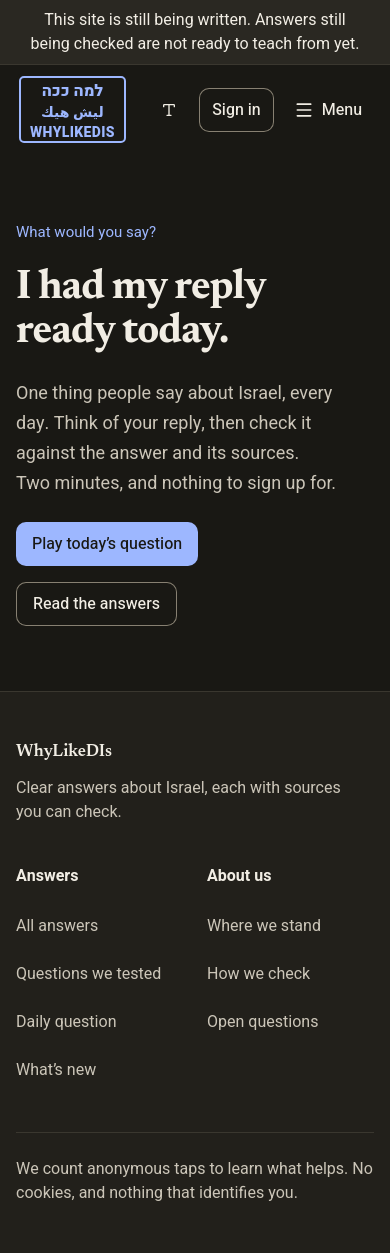 This site is still being written. Answers still
being checked are not ready to teach from yet.
למה ככה
ليش هيك
WHYLIKEDIS
T
Sign in
Menu
What would you say?
I had my reply
ready today.
One thing people say about Israel, every
day. Think of your reply, then check it
against the answer and its sources.
Two minutes, and nothing to sign up for.
Play today’s question
Read the answers
WhyLikeDIs
Clear answers about Israel, each with sources
you can check.
Answers
About us
All answers
Where we stand
Questions we tested
How we check
Daily question
Open questions
What’s new
We count anonymous taps to learn what helps. No
cookies, and nothing that identifies you.